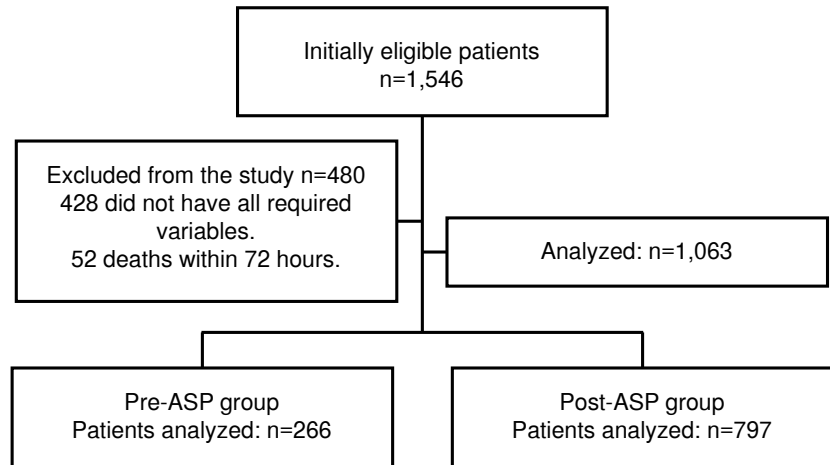 Initially eligible patients
n=1,546
Excluded from the study n=480
428 did not have all required
variables.
52 deaths within 72 hours.
Analyzed: n=1,063
Pre-ASP group
Patients analyzed: n=266
Post-ASP group
Patients analyzed: n=797